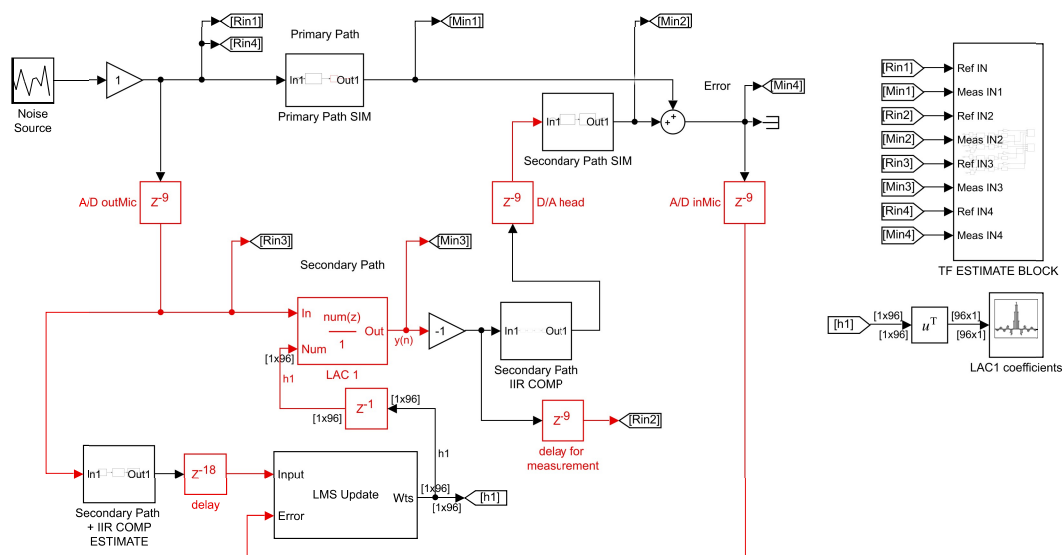 [Rin1]
[Rin4]
[Min1]
[Min2]
Primary Path
1
In1 Out1
Primary Path SIM
Noise
Source
Error
[Min4]
In1 Out1
Secondary Path SIM
+
+
A/D outMic
Z-9
Z-9
D/A head
A/D inMic
Z-9
[Rin1]
Ref IN
[Min1]
Meas IN1
[Rin2]
Ref IN2
[Min2]
Meas IN2
[Rin3]
Ref IN3
[Min3]
Meas IN3
[Rin4]
Ref IN4
[Min4]
Meas IN4
TF ESTIMATE BLOCK
[Rin3]
[Min3]
Secondary Path
In
num(z)
1
Out
Num
LAC 1
y(n)
-1
In1 Out1
Secondary Path
IIR COMP
[1x96]
h1
[1x96]
Z-1
[1x96]
h1
Z-9
[Rin2]
delay for
measurement
[h1]
[1x96]
[1x96]
uT
[96x1]
[96x1]
LAC1 coefficients
In1 Out1
Secondary Path
+ IIR COMP
ESTIMATE
Z-18
delay
Input
LMS Update
Error
Wts
[1x96]
[1x96]
[h1]